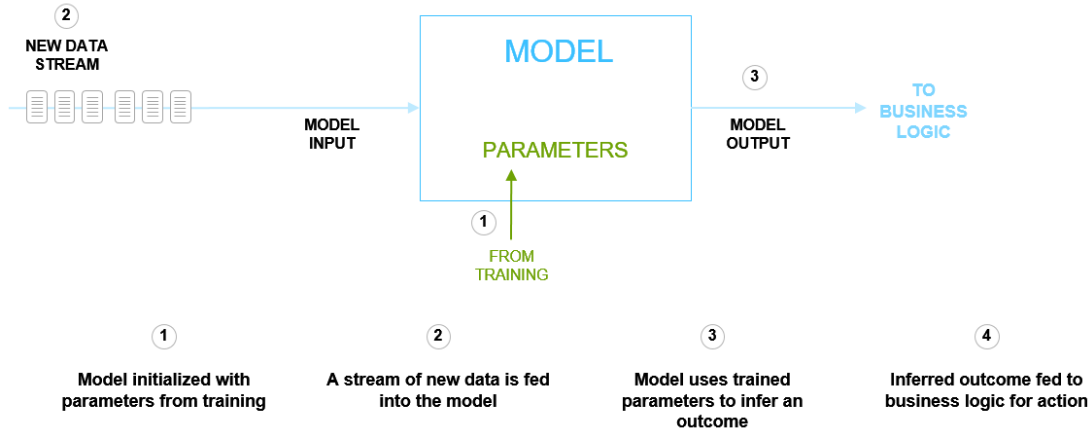 2
NEW DATA
STREAM
MODEL
INPUT
MODEL
PARAMETERS
1
FROM
TRAINING
3
MODEL
OUTPUT
TO
BUSINESS
LOGIC
1
Model initialized with
parameters from training
2
A stream of new data is fed
into the model
3
Model uses trained
parameters to infer an
outcome
4
Inferred outcome fed to
business logic for action